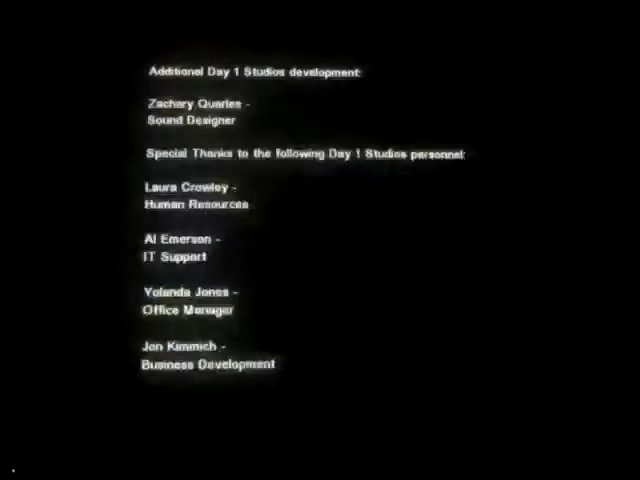 Additional Day 1 Studios development:
Zachary Quarles -
Sound Designer
Special Thanks to the following Day 1 Studios personnel:
Laura Crowley -
Human Resources
Al Emerson -
IT Support
Yolanda Jones -
Office Manager
Jon Kimmich -
Business Development